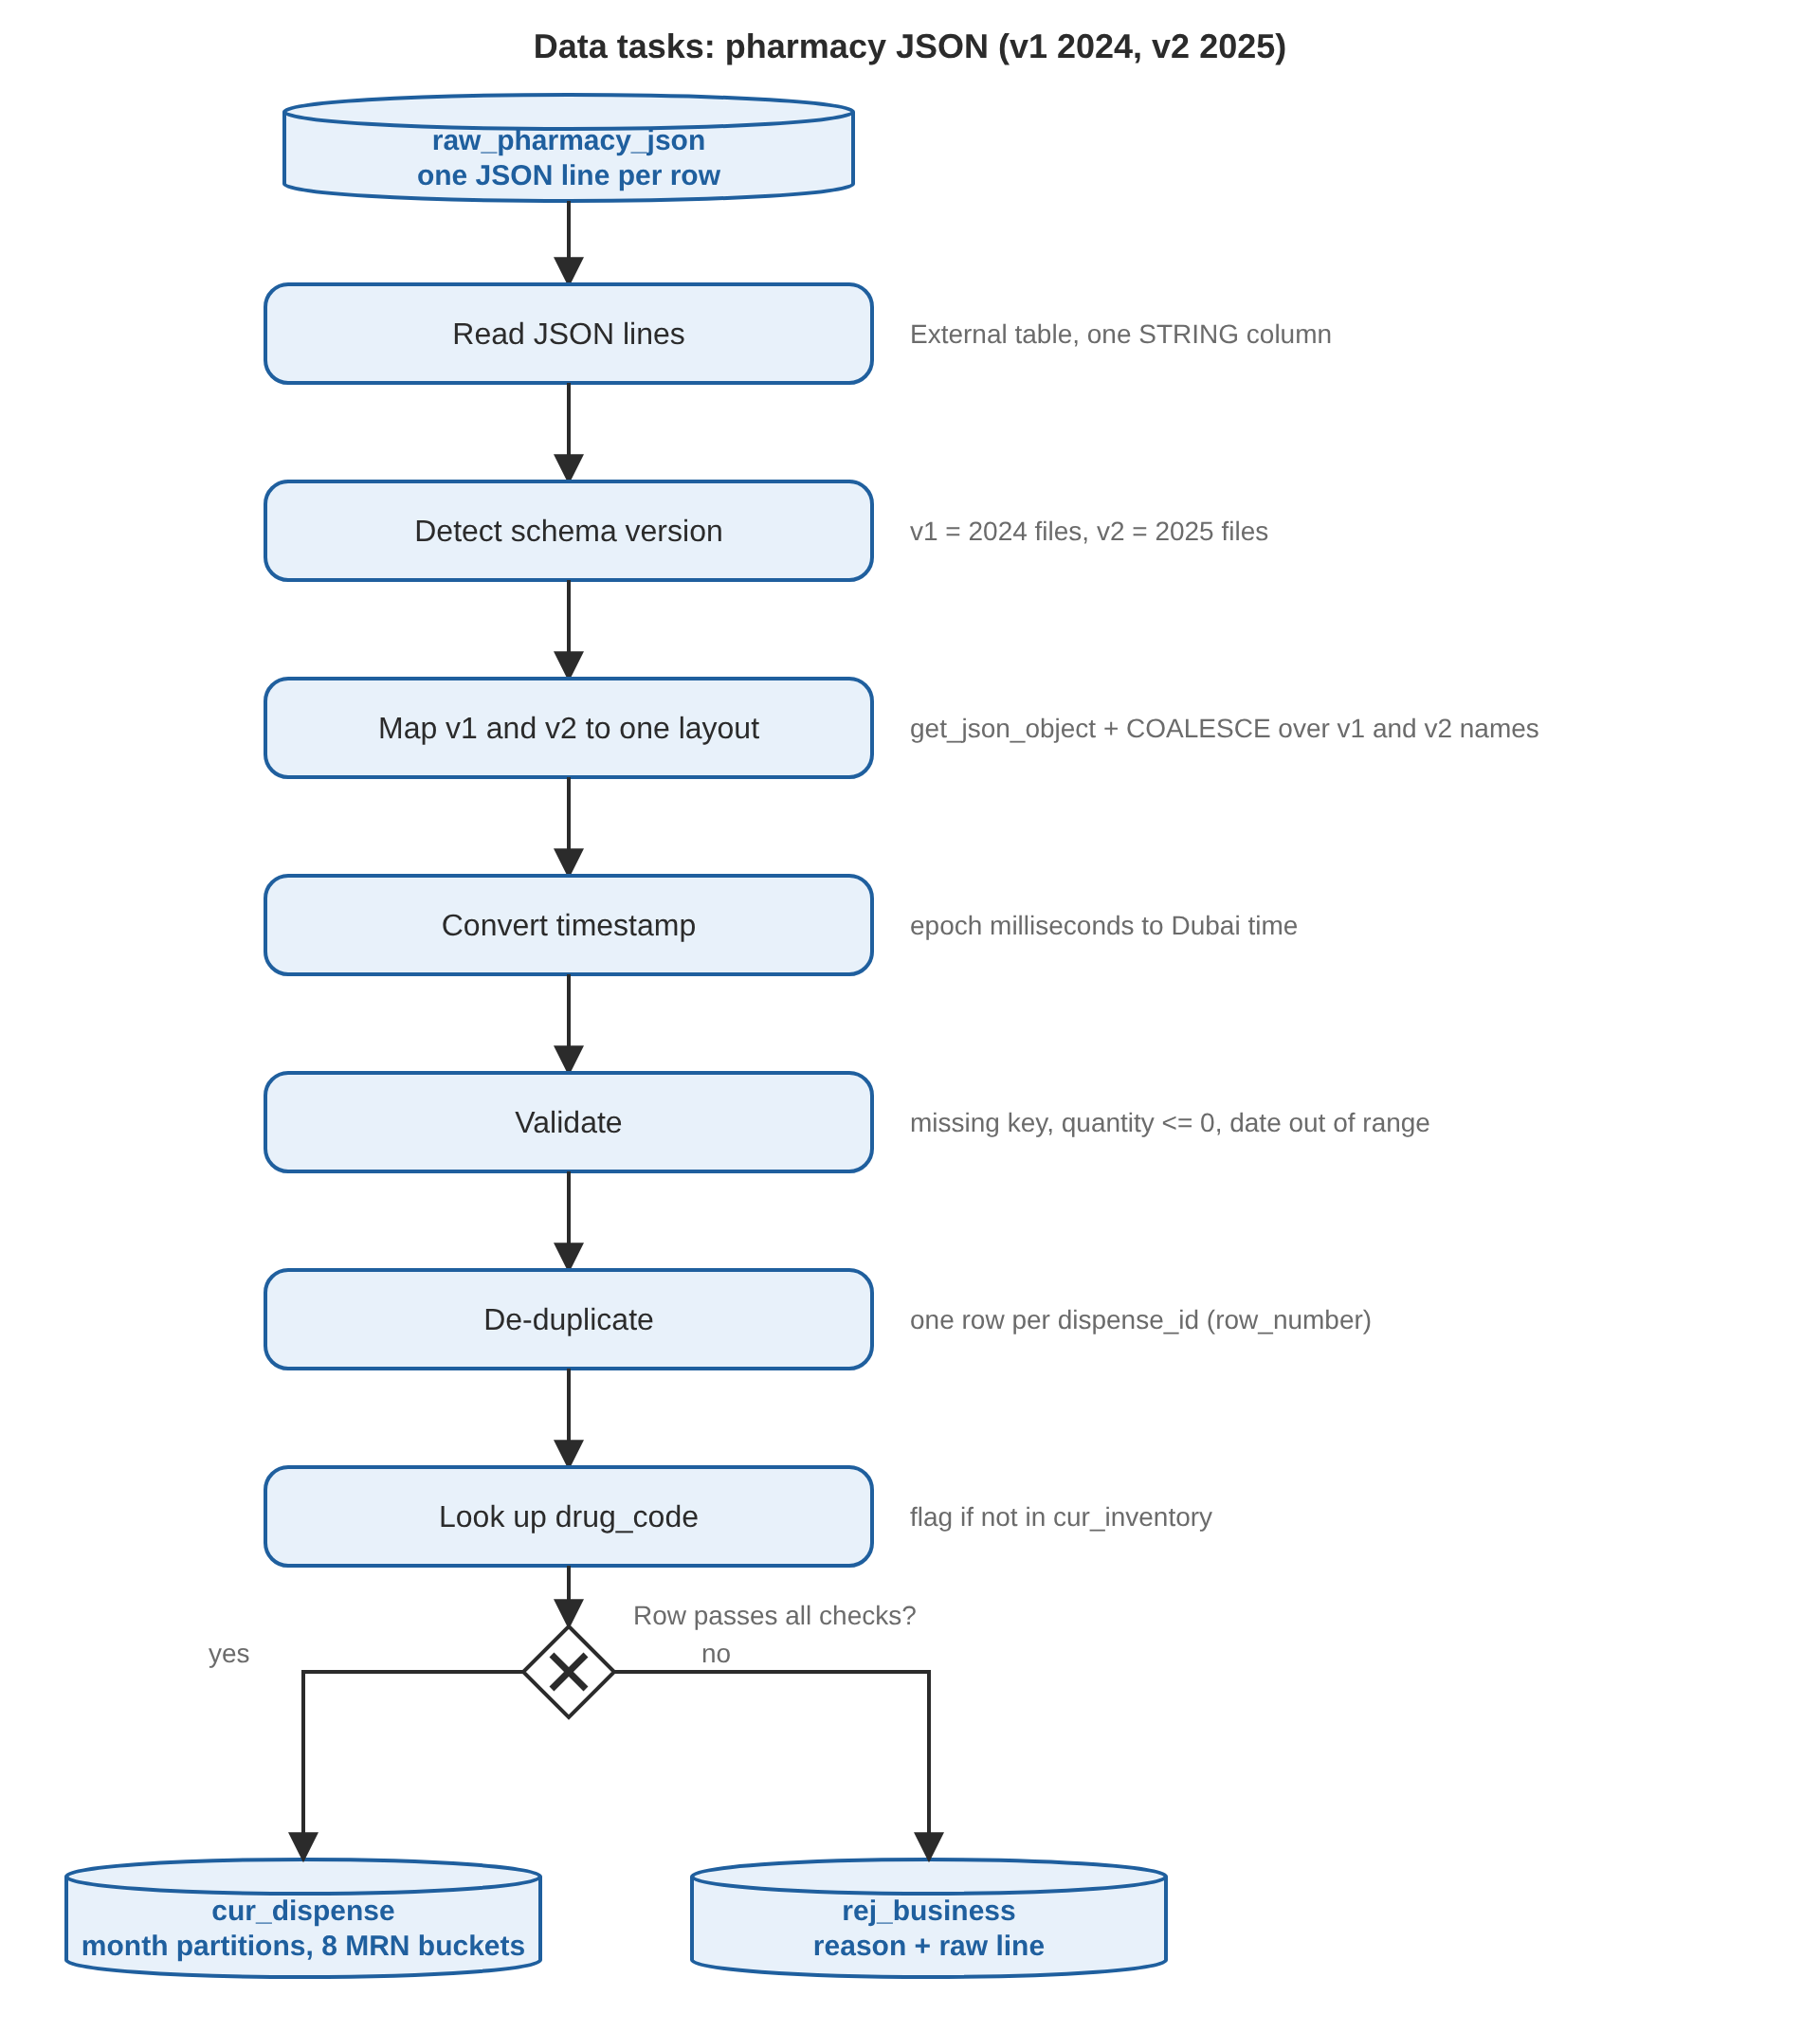 Data tasks: pharmacy JSON (v1 2024, v2 2025)
raw_pharmacy_json
one JSON line per row
Read JSON lines
External table, one STRING column
Detect schema version
v1 = 2024 files, v2 = 2025 files
Map v1 and v2 to one layout
get_json_object + COALESCE over v1 and v2 names
Convert timestamp
epoch milliseconds to Dubai time
Validate
missing key, quantity <= 0, date out of range
De-duplicate
one row per dispense_id (row_number)
Look up drug_code
flag if not in cur_inventory
Row passes all checks?
yes
no
cur_dispense
month partitions, 8 MRN buckets
rej_business
reason + raw line